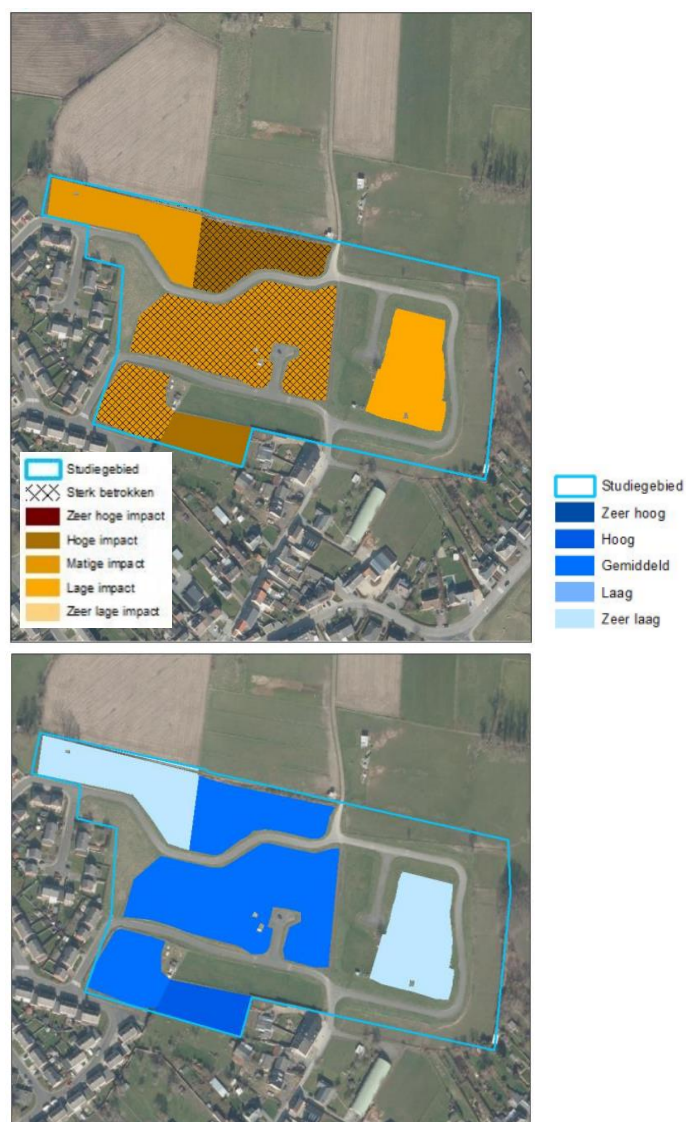 Studiegebied
Sterk betrokken
Zeer hoge impact
Hoge impact
Matige impact
Lage impact
Zeer lage impact
Studiegebied
Zeer hoog
Hoog
Gemiddeld
Laag
Zeer laag